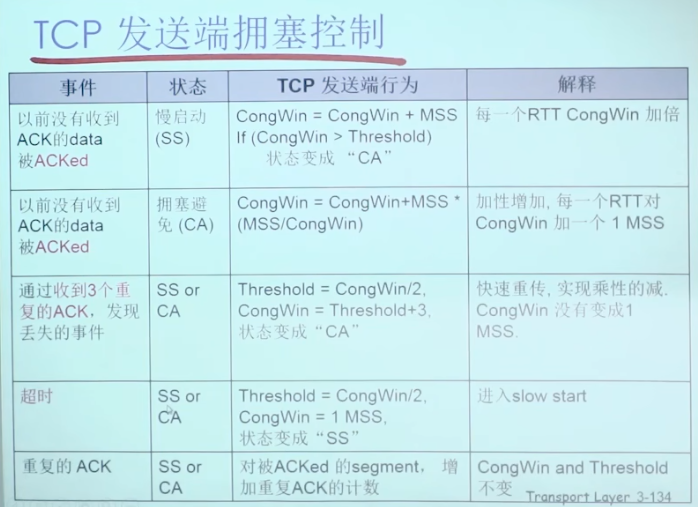 TCP 发送端拥塞控制
事件 状态 TCP 发送端行为 解释
以前没有收到
ACK的data
被ACKed
慢启动
(SS)
CongWin = CongWin + MSS
If (CongWin > Threshold)
状态变成 “CA”
每一个RTT CongWin 加倍
以前没有收到
ACK的data
被ACKed
拥塞避
免 (CA)
CongWin = CongWin+MSS *
(MSS/CongWin)
加性增加, 每一个RTT对
CongWin 加一个 1 MSS
通过收到3个重
复的ACK，发现
丢失的事件
SS or
CA
Threshold = CongWin/2,
CongWin = Threshold+3,
状态变成“CA”
快速重传, 实现乘性的减.
CongWin 没有变成1
MSS.
超时
SS or
CA
Threshold = CongWin/2,
CongWin = 1 MSS,
状态变成“SS”
进入slow start
重复的 ACK
SS or
CA
对被ACKed 的segment， 增
加重复ACK的计数
CongWin and Threshold
不变
Transport Layer 3-134